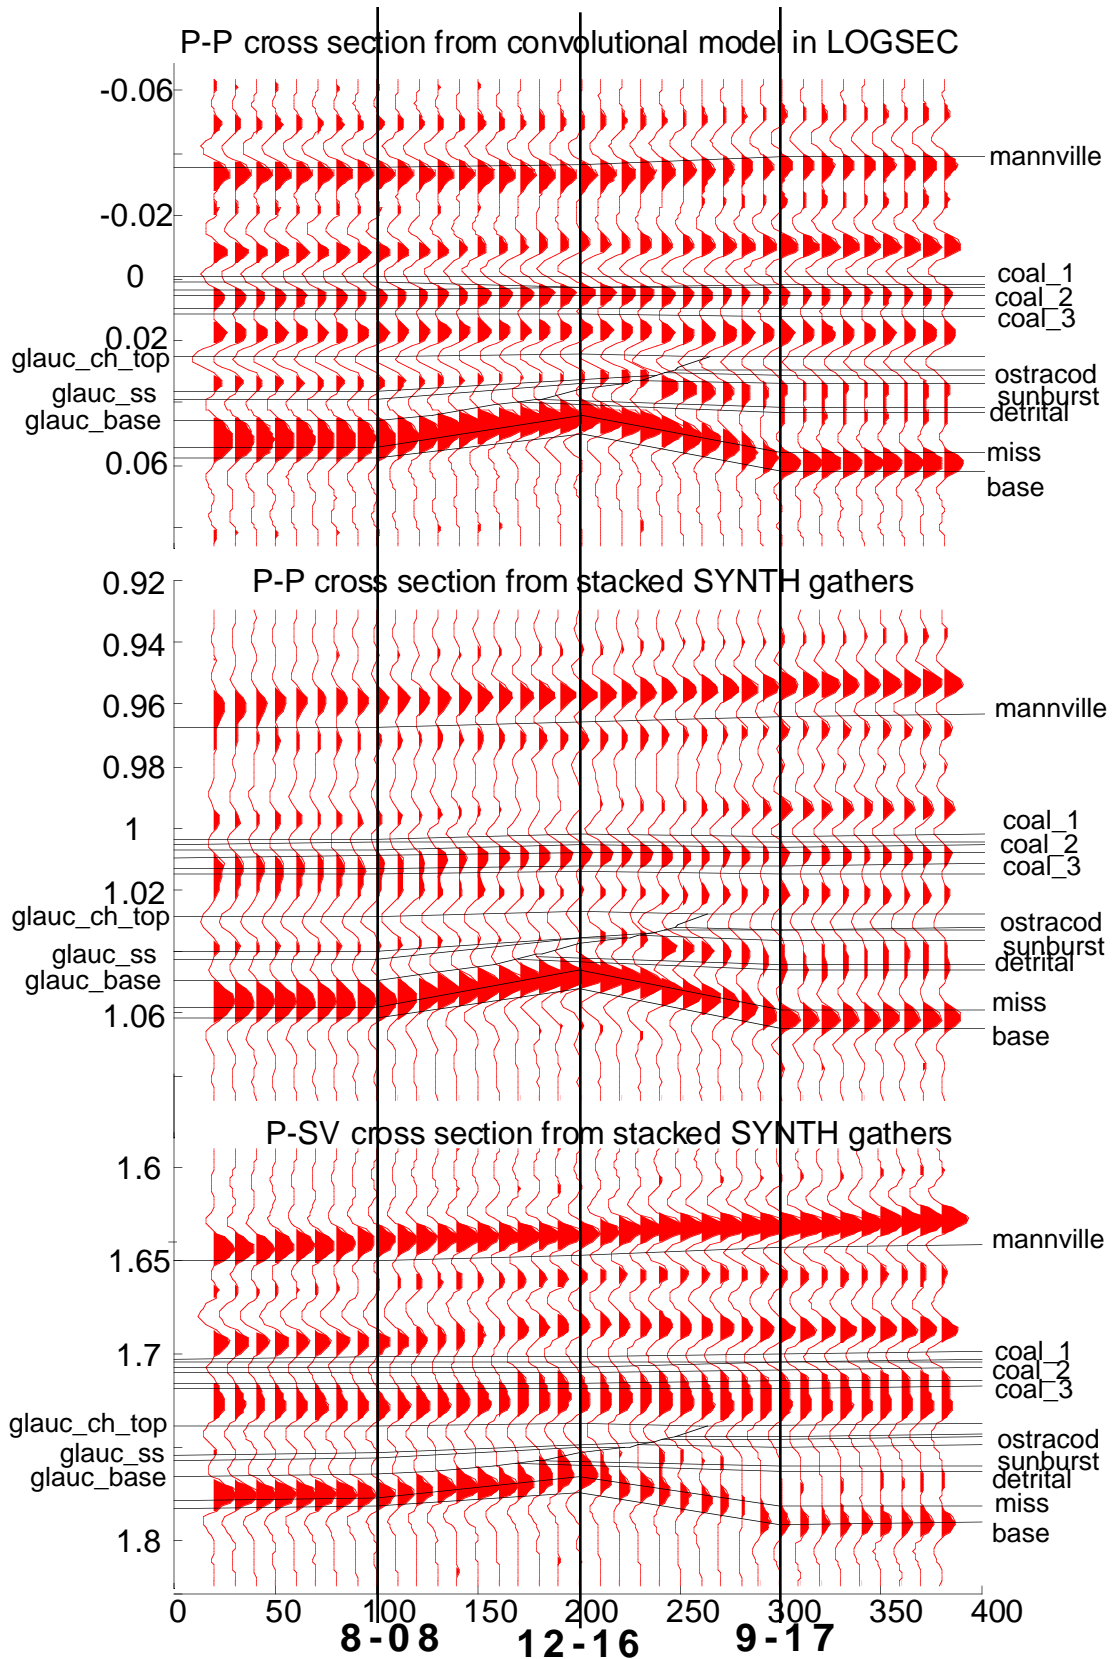 P-P cross section from convolutional model in LOGSEC
-0.06
mannville
-0.02
0
coal_1
coal_2
coal_3
0.02
glauc_ch_top
ostracod
glauc_ss
sunburst
glauc_base
detrital
miss
0.06
base
P-P cross section from stacked SYNTH gathers
0.92
0.94
0.96
mannville
0.98
1
coal_1
coal_2
coal_3
1.02
glauc_ch_top
ostracod
sunburst
glauc_ss
detrital
glauc_base
miss
1.06
base
P-SV cross section from stacked SYNTH gathers
1.6
mannville
1.65
1.7
coal_1
coal_2
coal_3
glauc_ch_top
ostracod
glauc_ss
sunburst
glauc_base
detrital
miss
base
1.8
0 50 100 150 200 250 300 350 400
8-08 12-16 9-17